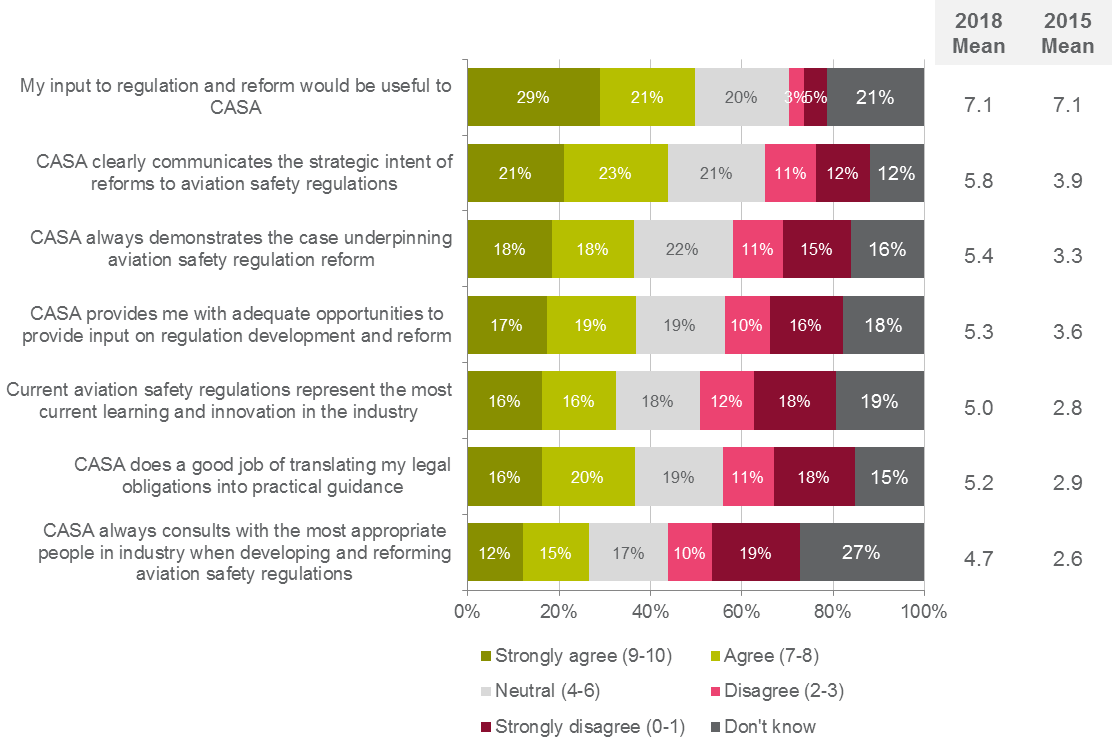 2018 Mean
2015 Mean
My input to regulation and reform would be useful to
CASA
29% 21% 20% 3% 5% 21% 7.1 7.1
CASA clearly communicates the strategic intent of
reforms to aviation safety regulations
21% 23% 21% 11% 12% 12% 5.8 3.9
CASA always demonstrates the case underpinning
aviation safety regulation reform
18% 18% 22% 11% 15% 16% 5.4 3.3
CASA provides me with adequate opportunities to
provide input on regulation development and reform
17% 19% 19% 10% 16% 18% 5.3 3.6
Current aviation safety regulations represent the most
current learning and innovation in the industry
16% 16% 18% 12% 18% 19% 5.0 2.8
CASA does a good job of translating my legal
obligations into practical guidance
16% 20% 19% 11% 18% 15% 5.2 2.9
CASA always consults with the most appropriate
people in industry when developing and reforming
aviation safety regulations
12% 15% 17% 10% 19% 27% 4.7 2.6
0% 20% 40% 60% 80% 100%
Strongly agree (9-10) Agree (7-8)
Neutral (4-6) Disagree (2-3)
Strongly disagree (0-1) Don't know